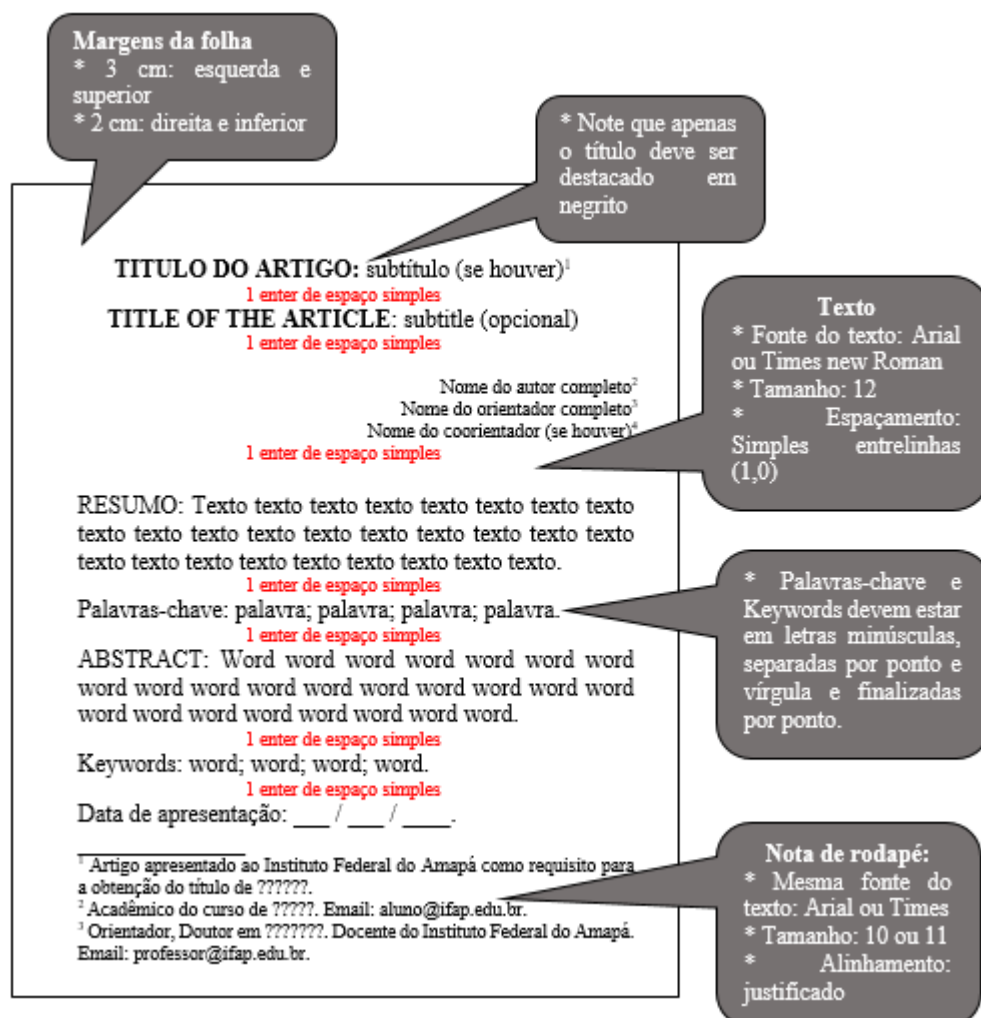 Margens da folha
* 3 cm: esquerda e
superior
* 2 cm: direita e inferior
* Note que apenas
o título deve ser
destacado em
negrito
TITULO DO ARTIGO: subtítulo (se houver)¹
1 enter de espaço simples
TITLE OF THE ARTICLE: subtitle (opcional)
1 enter de espaço simples
Nome do autor completo²
Nome do orientador completo³
Nome do coorientador (se houver)⁴
1 enter de espaço simples
Texto
* Fonte do texto: Arial
ou Times new Roman
* Tamanho: 12
* Espaçamento:
Simples entrelinhas
(1,0)
RESUMO: Texto texto texto texto texto texto texto texto
texto texto texto texto texto texto texto texto texto texto
texto texto texto texto texto texto texto texto texto.
1 enter de espaço simples
Palavras-chave: palavra; palavra; palavra; palavra.
1 enter de espaço simples
* Palavras-chave e
Keywords devem estar
em letras minúsculas,
separadas por ponto e
vírgula e finalizadas
por ponto.
ABSTRACT: Word word word word word word word
word word word word word word word word word word
word word word word word word word word.
1 enter de espaço simples
Keywords: word; word; word; word.
1 enter de espaço simples
Data de apresentação: ___ / ___ / ____.
¹ Artigo apresentado ao Instituto Federal do Amapá como requisito para
a obtenção do título de ??????.
² Acadêmico do curso de ?????. Email: aluno@ifap.edu.br.
³ Orientador, Doutor em ???????. Docente do Instituto Federal do Amapá.
Email: professor@ifap.edu.br.
Nota de rodapé:
* Mesma fonte do
texto: Arial ou Times
* Tamanho: 10 ou 11
* Alinhamento:
justificado